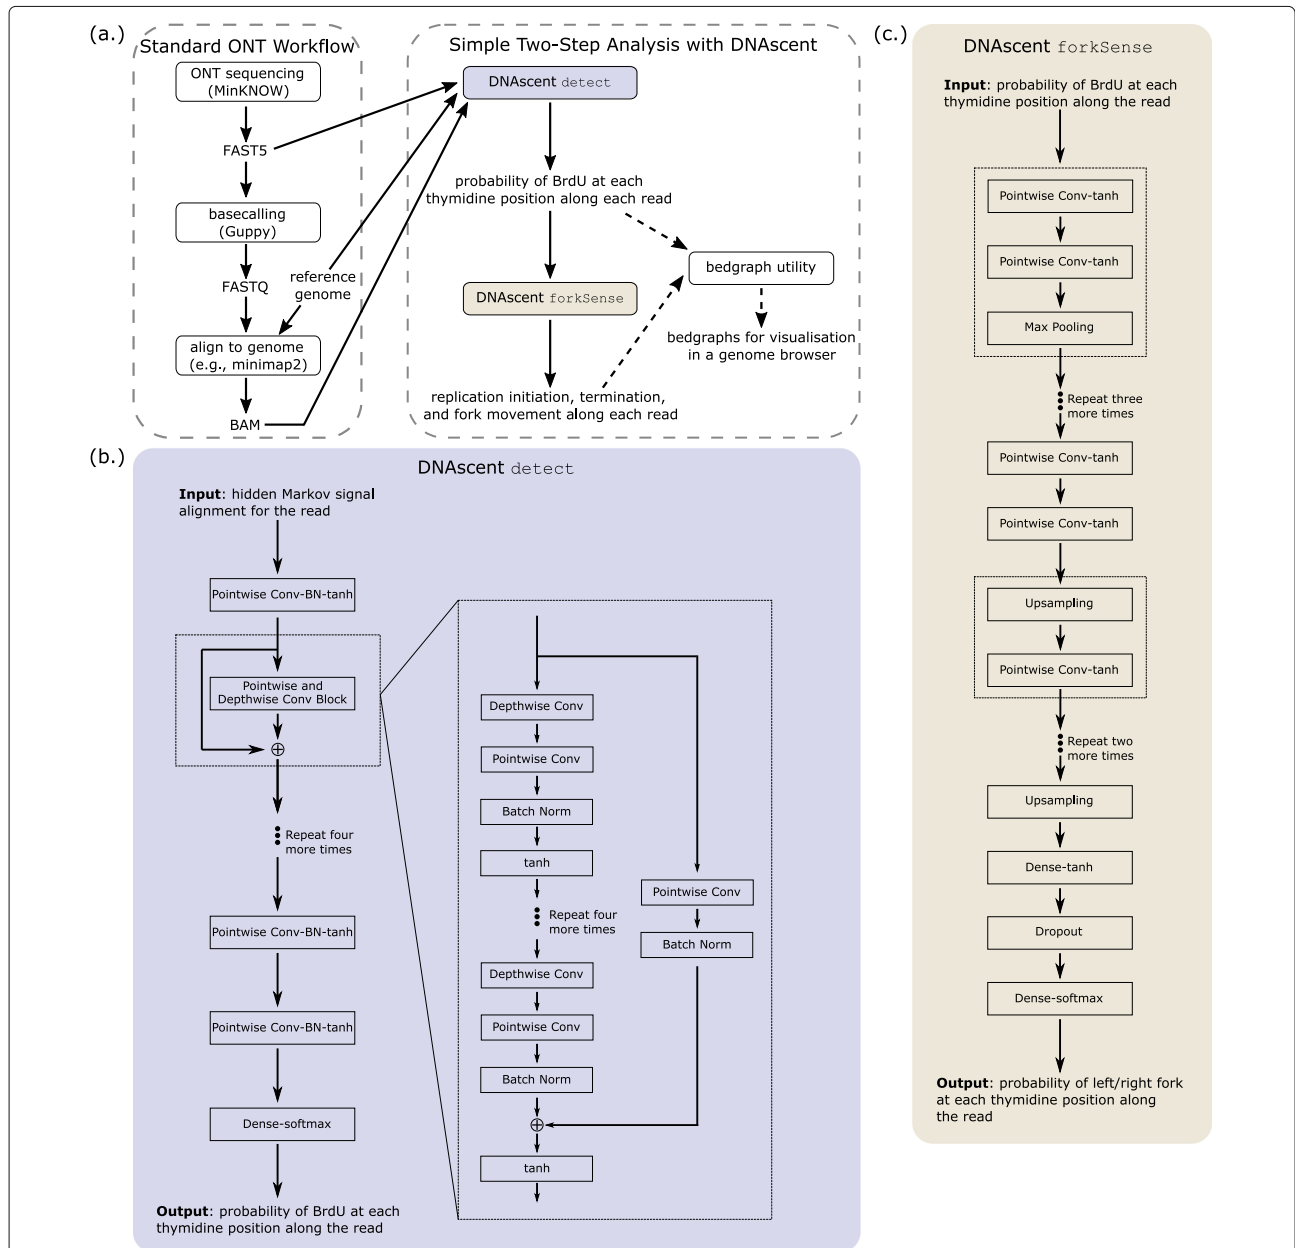 (a.)
Standard ONT Workflow
ONT sequencing
(MinKNOW)
FAST5
basecalling
(Guppy)
FASTQ
reference
genome
align to genome
(e.g., minimap2)
BAM
Simple Two-Step Analysis with DNAscent
DNAscent detect
probability of BrdU at each
thymidine position along each read
bedgraph utility
DNAscent forkSense
bedgraphs for visualisation
in a genome browser
replication initiation, termination,
and fork movement along each read
(b.)
DNAscent detect
Input: hidden Markov signal
alignment for the read
Pointwise Conv-BN-tanh
Pointwise and
Depthwise Conv Block
Repeat four
more times
Pointwise Conv-BN-tanh
Pointwise Conv-BN-tanh
Dense-softmax
Output: probability of BrdU at each
thymidine position along the read
Depthwise Conv
Pointwise Conv
Batch Norm
tanh
Repeat four
more times
Depthwise Conv
Pointwise Conv
Batch Norm
tanh
Pointwise Conv
Batch Norm
(c.)
DNAscent forkSense
Input: probability of BrdU at each
thymidine position along the read
Pointwise Conv-tanh
Pointwise Conv-tanh
Max Pooling
Repeat three
more times
Pointwise Conv-tanh
Pointwise Conv-tanh
Upsampling
Pointwise Conv-tanh
Repeat two
more times
Upsampling
Dense-tanh
Dropout
Dense-softmax
Output: probability of left/right fork
at each thymidine position along
the read